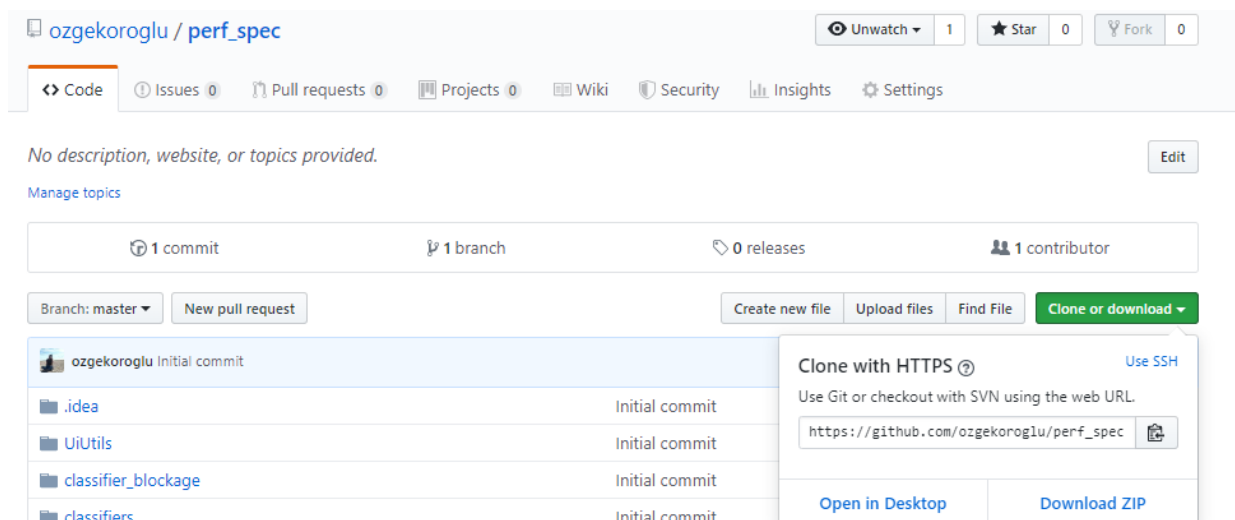 ozgekoroglu / perf_spec
Unwatch 1 Star 0 Fork 0
Code Issues 0 Pull requests 0 Projects 0 Wiki Security Insights Settings
No description, website, or topics provided.
Edit
Manage topics
1 commit 1 branch 0 releases 1 contributor
Branch: master New pull request Create new file Upload files Find File Clone or download
ozgekoroglu Initial commit
.idea Initial commit
UiUtils Initial commit
classifier_blockage Initial commit
classifiers Initial commit
Clone with HTTPS ? Use SSH
Use Git or checkout with SVN using the web URL.
https://github.com/ozgekoroglu/perf_spec
Open in Desktop Download ZIP